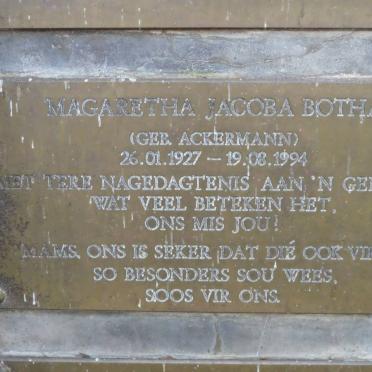 MAGARETHA JACOBA BOTHA
(GEB. ACKERMANN)
26.01.1927 — 19.08.1994
MET TERE NAGEDAGTENIS AAN 'N
WAT VEEL BETEKEN HET,
ONS MIS JOU!
MAMS, ONS IS SEKER DAT DIÉ OOK
SO BESONDERS SOU WEES,
SOOS VIR ONS.